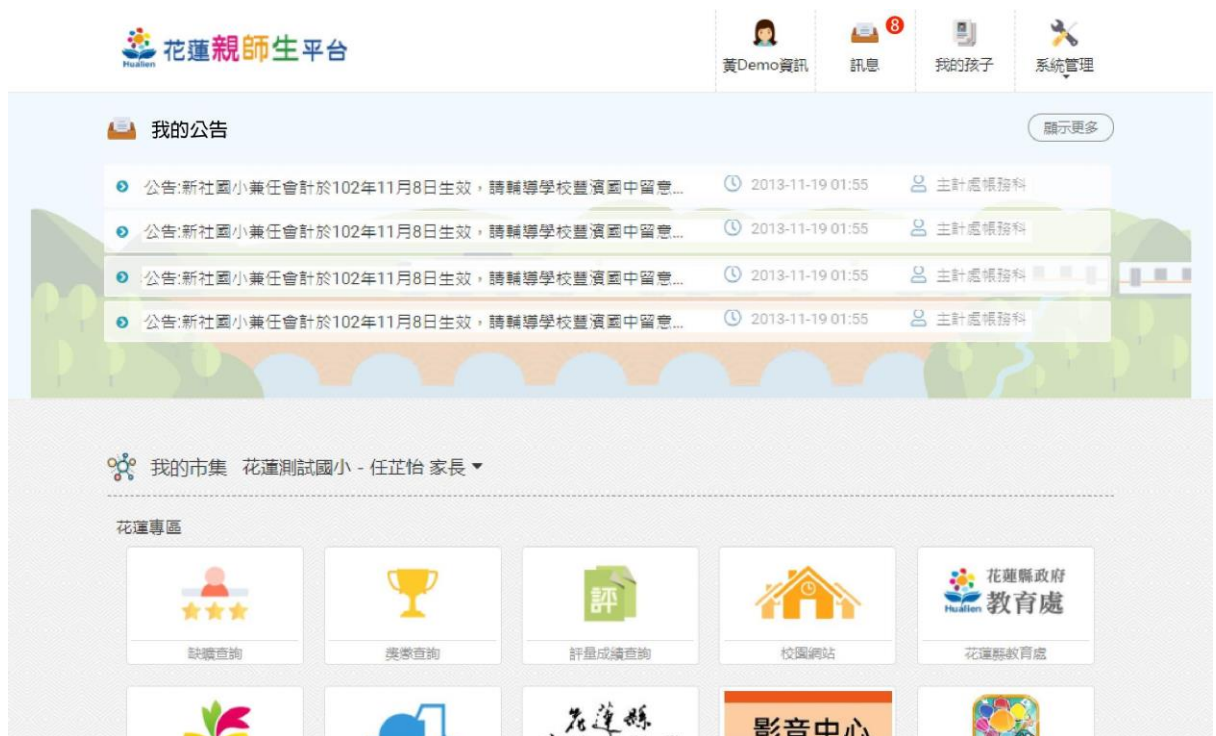 Hualien 花蓮親師生平台
黃Demo資訊
訊息 8
我的孩子
系統管理
我的公告
顯示更多
公告:新社國小兼任會計於102年11月8日生效,請輔導學校豐濱國中留意... 2013-11-19 01:55 主計處帳務科
公告:新社國小兼任會計於102年11月8日生效,請輔導學校豐濱國中留意... 2013-11-19 01:55 主計處帳務科
公告:新社國小兼任會計於102年11月8日生效,請輔導學校豐濱國中留意... 2013-11-19 01:55 主計處帳務科
公告:新社國小兼任會計於102年11月8日生效,請輔導學校豐濱國中留意... 2013-11-19 01:55 主計處帳務科
我的市集 花蓮測試國小 - 任芷怡 家長
花蓮專區
評
花蓮縣政府
Hualien 教育處
缺曠查詢
獎懲查詢
評量成績查詢
校園網站
花蓮縣教育處
花蓮縣
影音中心